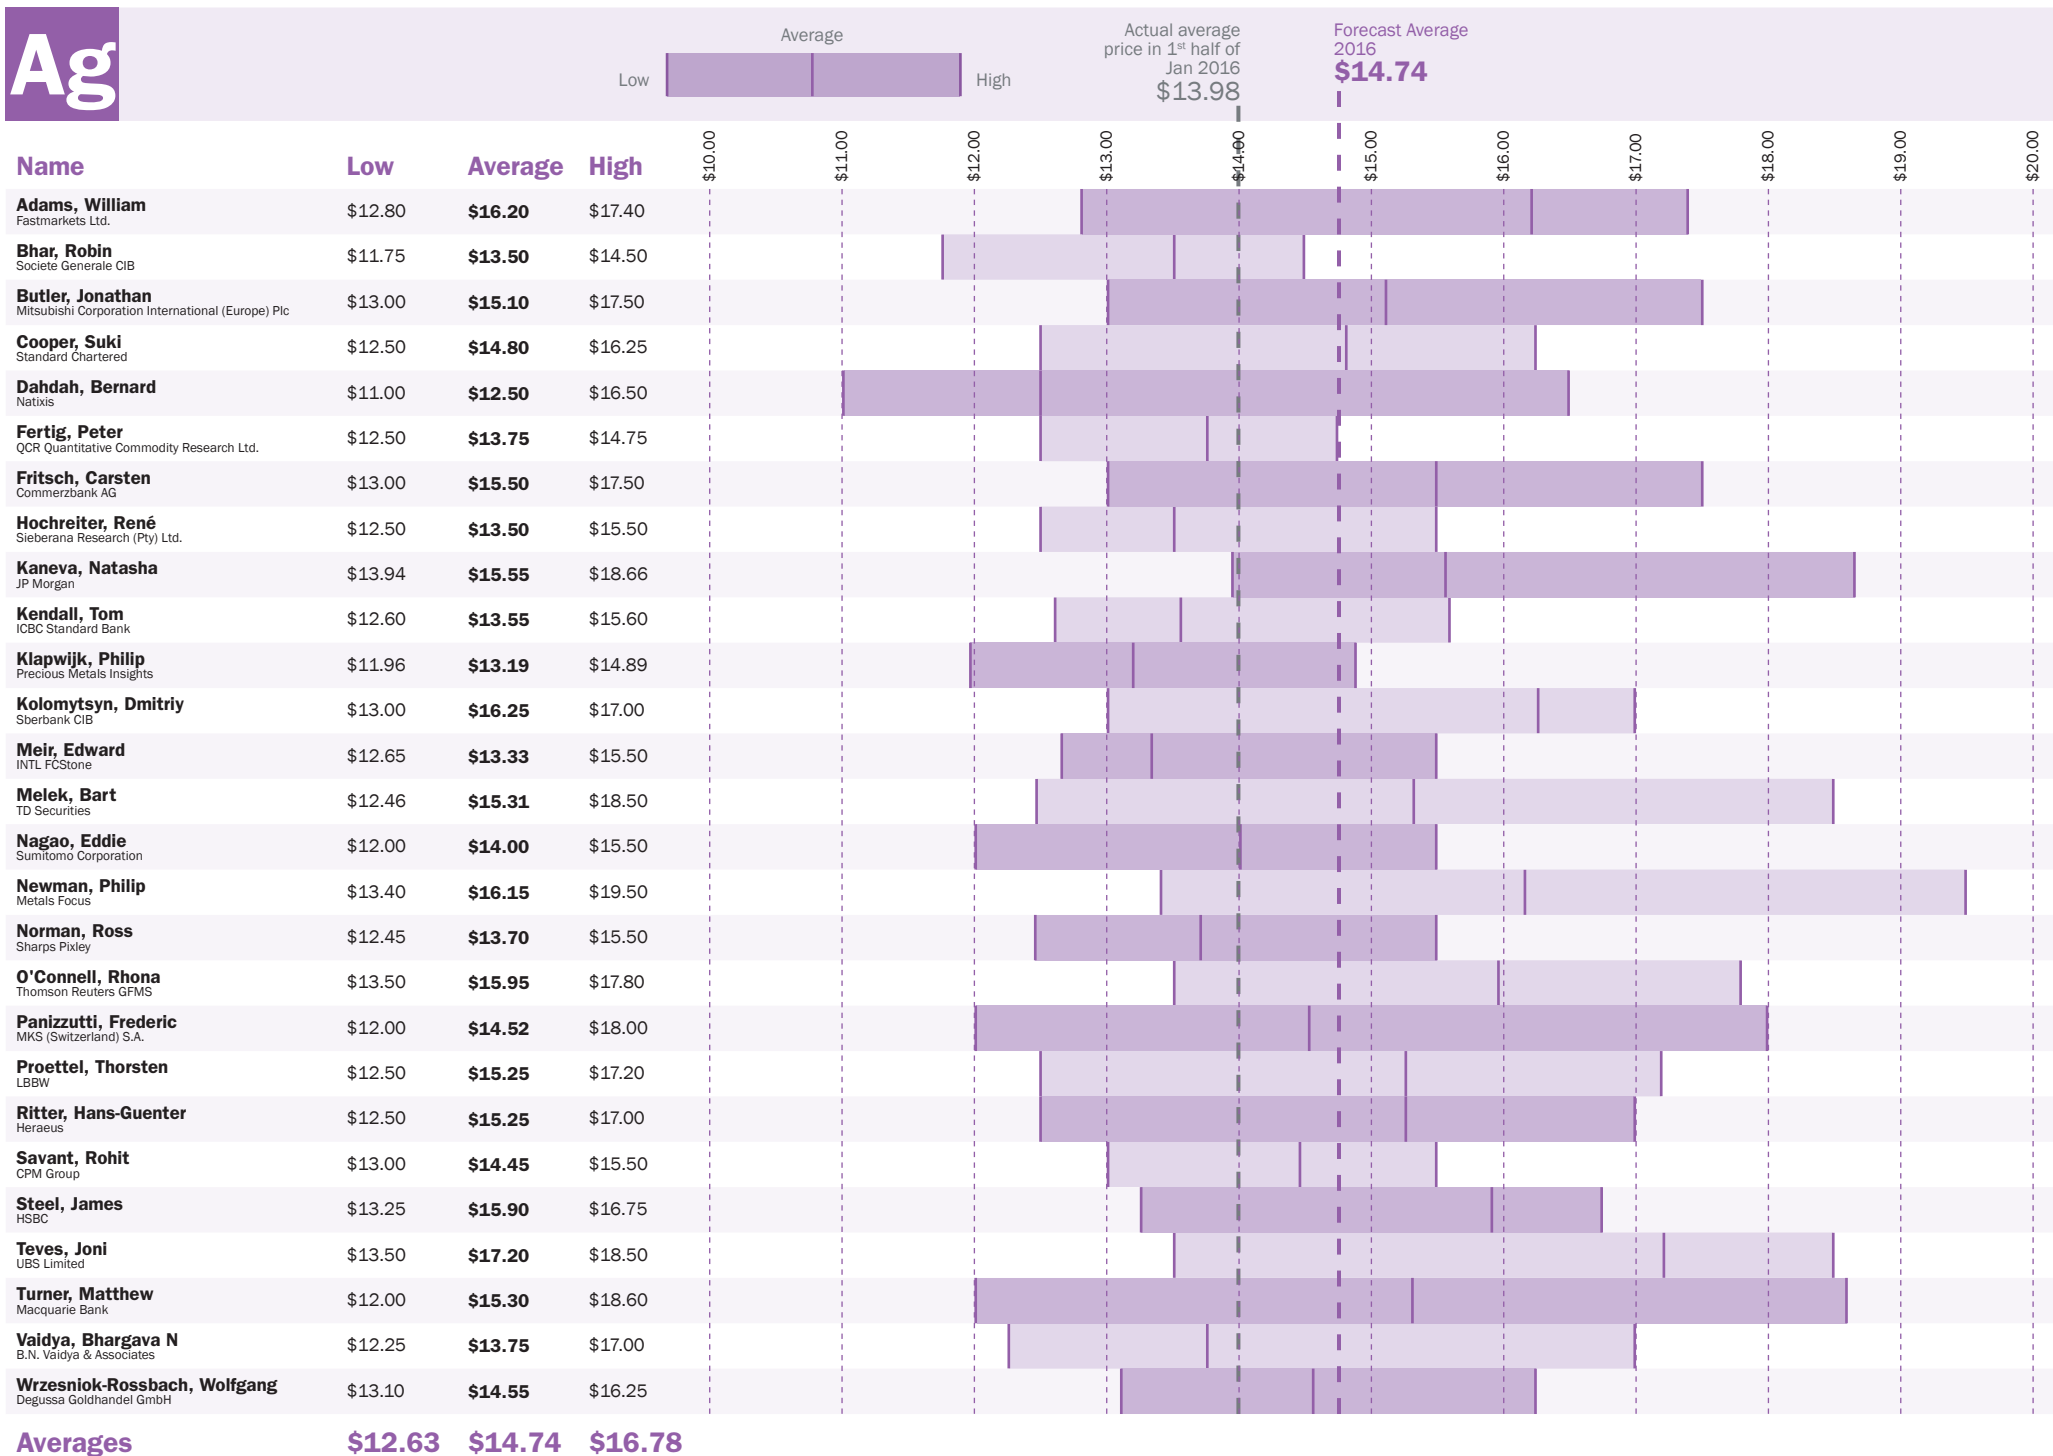 Ag
Average
Low
High
Actual average
price in 1st half of
Jan 2016
$13.98
Forecast Average
2016
$14.74
Name Low Average High $10.00 $11.00 $12.00 $13.00 $14.00 $15.00 $16.00 $17.00 $18.00 $19.00 $20.00
Adams, William $12.80 $16.20 $17.40
Fastmarkets Ltd.
Bhar, Robin $11.75 $13.50 $14.50
Societe Generale CIB
Butler, Jonathan $13.00 $15.10 $17.50
Mitsubishi Corporation International (Europe) Plc
Cooper, Suki $12.50 $14.80 $16.25
Standard Chartered
Dahdah, Bernard $11.00 $12.50 $16.50
Natixis
Fertig, Peter $12.50 $13.75 $14.75
QCR Quantitative Commodity Research Ltd.
Fritsch, Carsten $13.00 $15.50 $17.50
Commerzbank AG
Hochreiter, René $12.50 $13.50 $15.50
Sieberana Research (Pty) Ltd.
Kaneva, Natasha $13.94 $15.55 $18.66
JP Morgan
Kendall, Tom $12.60 $13.55 $15.60
ICBC Standard Bank
Klapwijk, Philip $11.96 $13.19 $14.89
Precious Metals Insights
Kolomytsyn, Dmitriy $13.00 $16.25 $17.00
Sberbank CIB
Meir, Edward $12.65 $13.33 $15.50
INTL FCStone
Melek, Bart $12.46 $15.31 $18.50
TD Securities
Nagao, Eddie $12.00 $14.00 $15.50
Sumitomo Corporation
Newman, Philip $13.40 $16.15 $19.50
Metals Focus
Norman, Ross $12.45 $13.70 $15.50
Sharps Pixley
O'Connell, Rhona $13.50 $15.95 $17.80
Thomson Reuters GFMS
Panizzutti, Frederic $12.00 $14.52 $18.00
MKS (Switzerland) S.A.
Proettel, Thorsten $12.50 $15.25 $17.20
LBBW
Ritter, Hans-Guenter $12.50 $15.25 $17.00
Heraeus
Savant, Rohit $13.00 $14.45 $15.50
CPM Group
Steel, James $13.25 $15.90 $16.75
HSBC
Teves, Joni $13.50 $17.20 $18.50
UBS Limited
Turner, Matthew $12.00 $15.30 $18.60
Macquarie Bank
Vaidya, Bhargava N $12.25 $13.75 $17.00
B.N. Vaidya & Associates
Wrzesniok-Rossbach, Wolfgang $13.10 $14.55 $16.25
Degussa Goldhandel GmbH
Averages $12.63 $14.74 $16.78